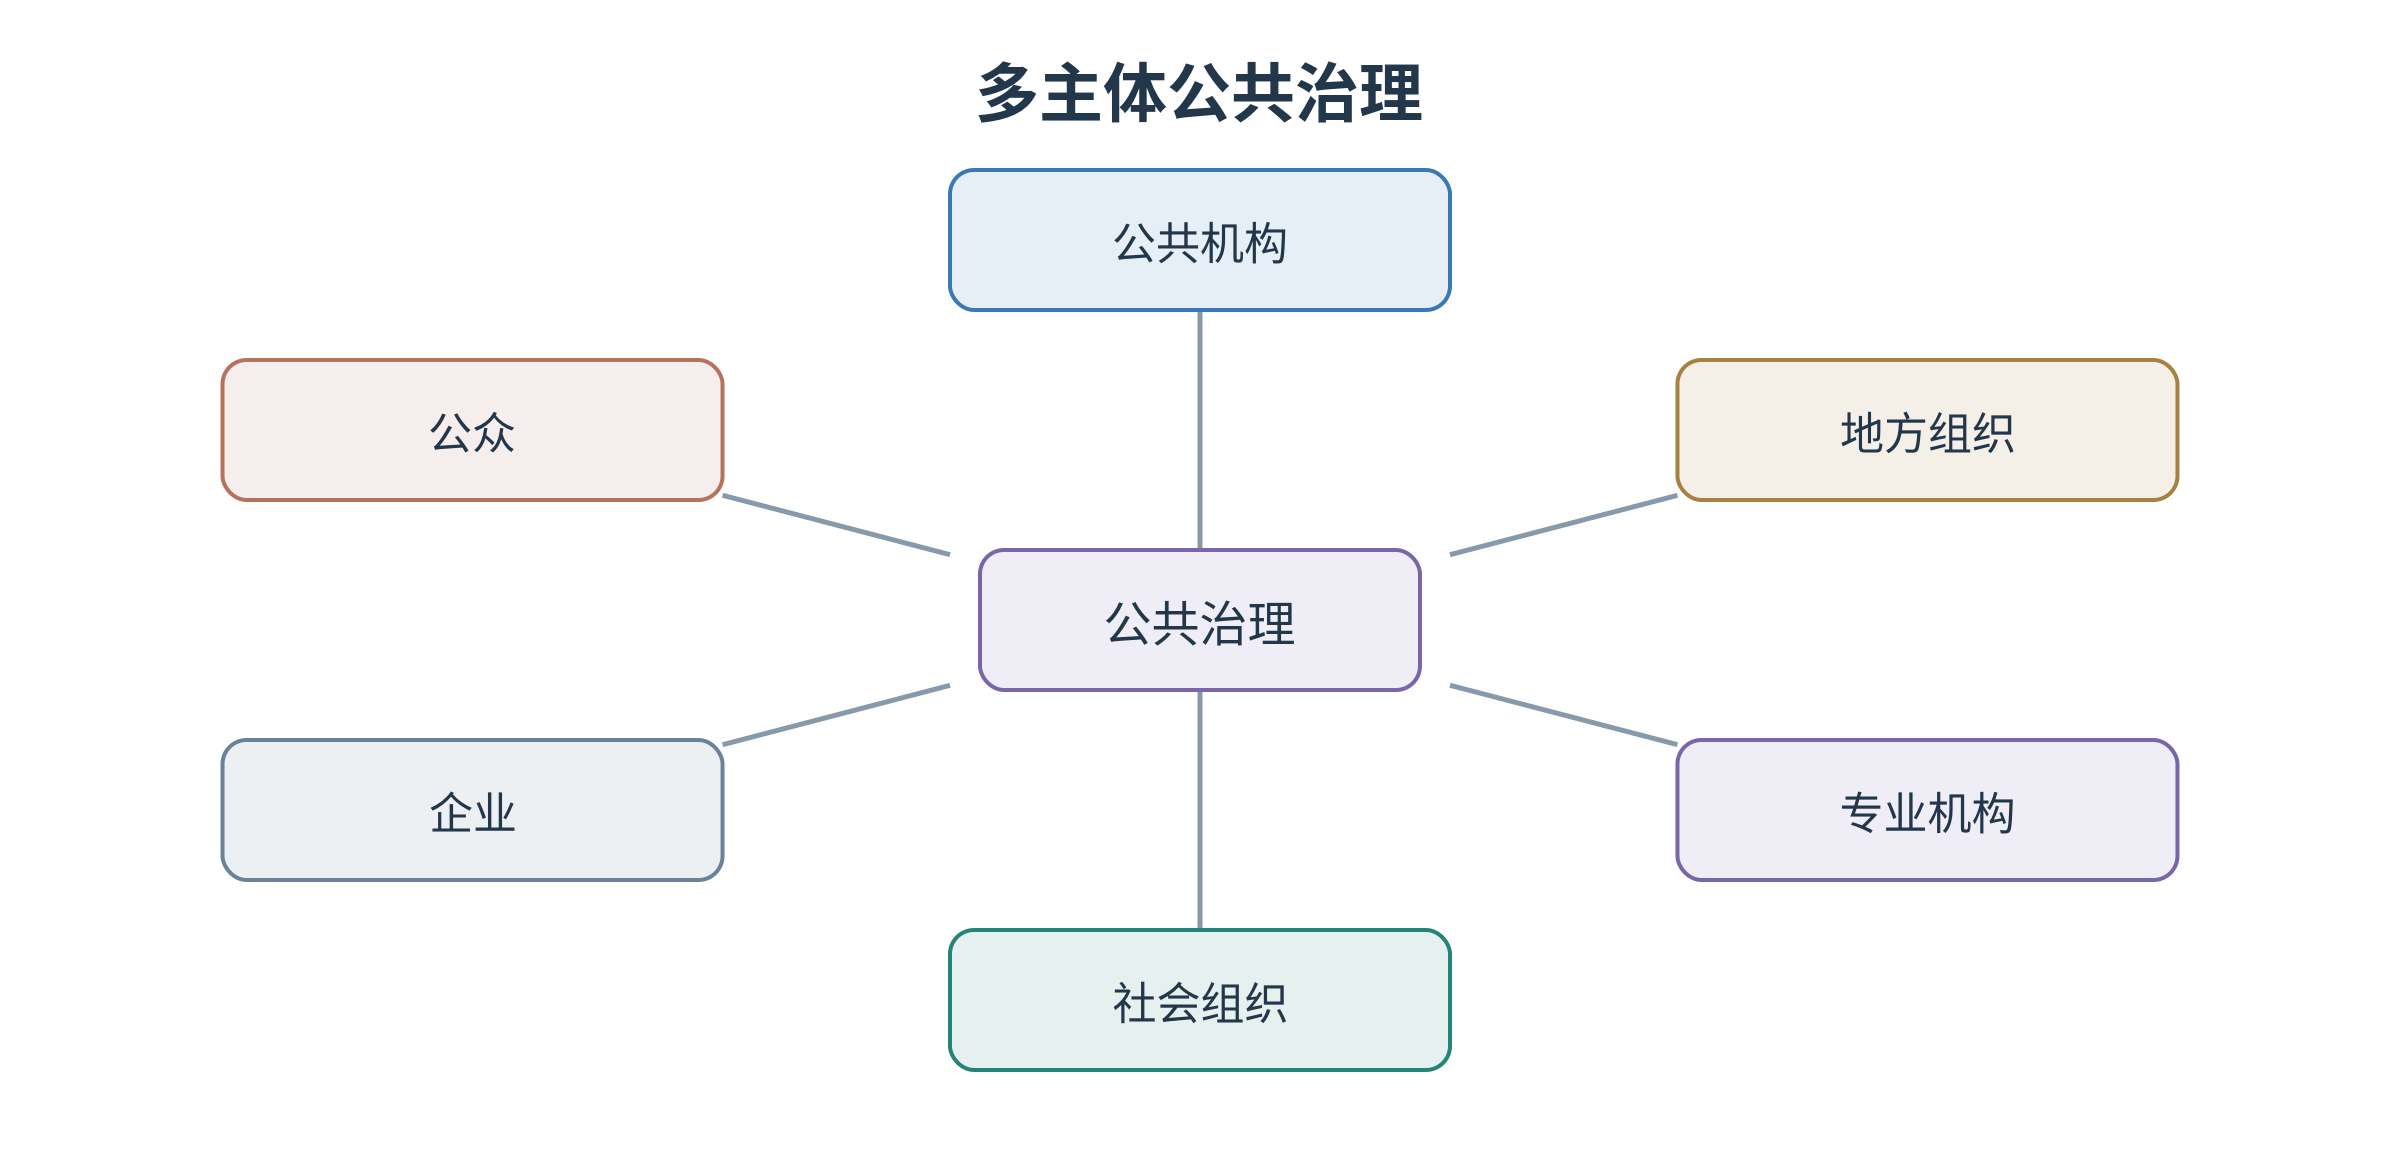 多主体公共治理
公共机构
公众
地方组织
公共治理
企业
专业机构
社会组织